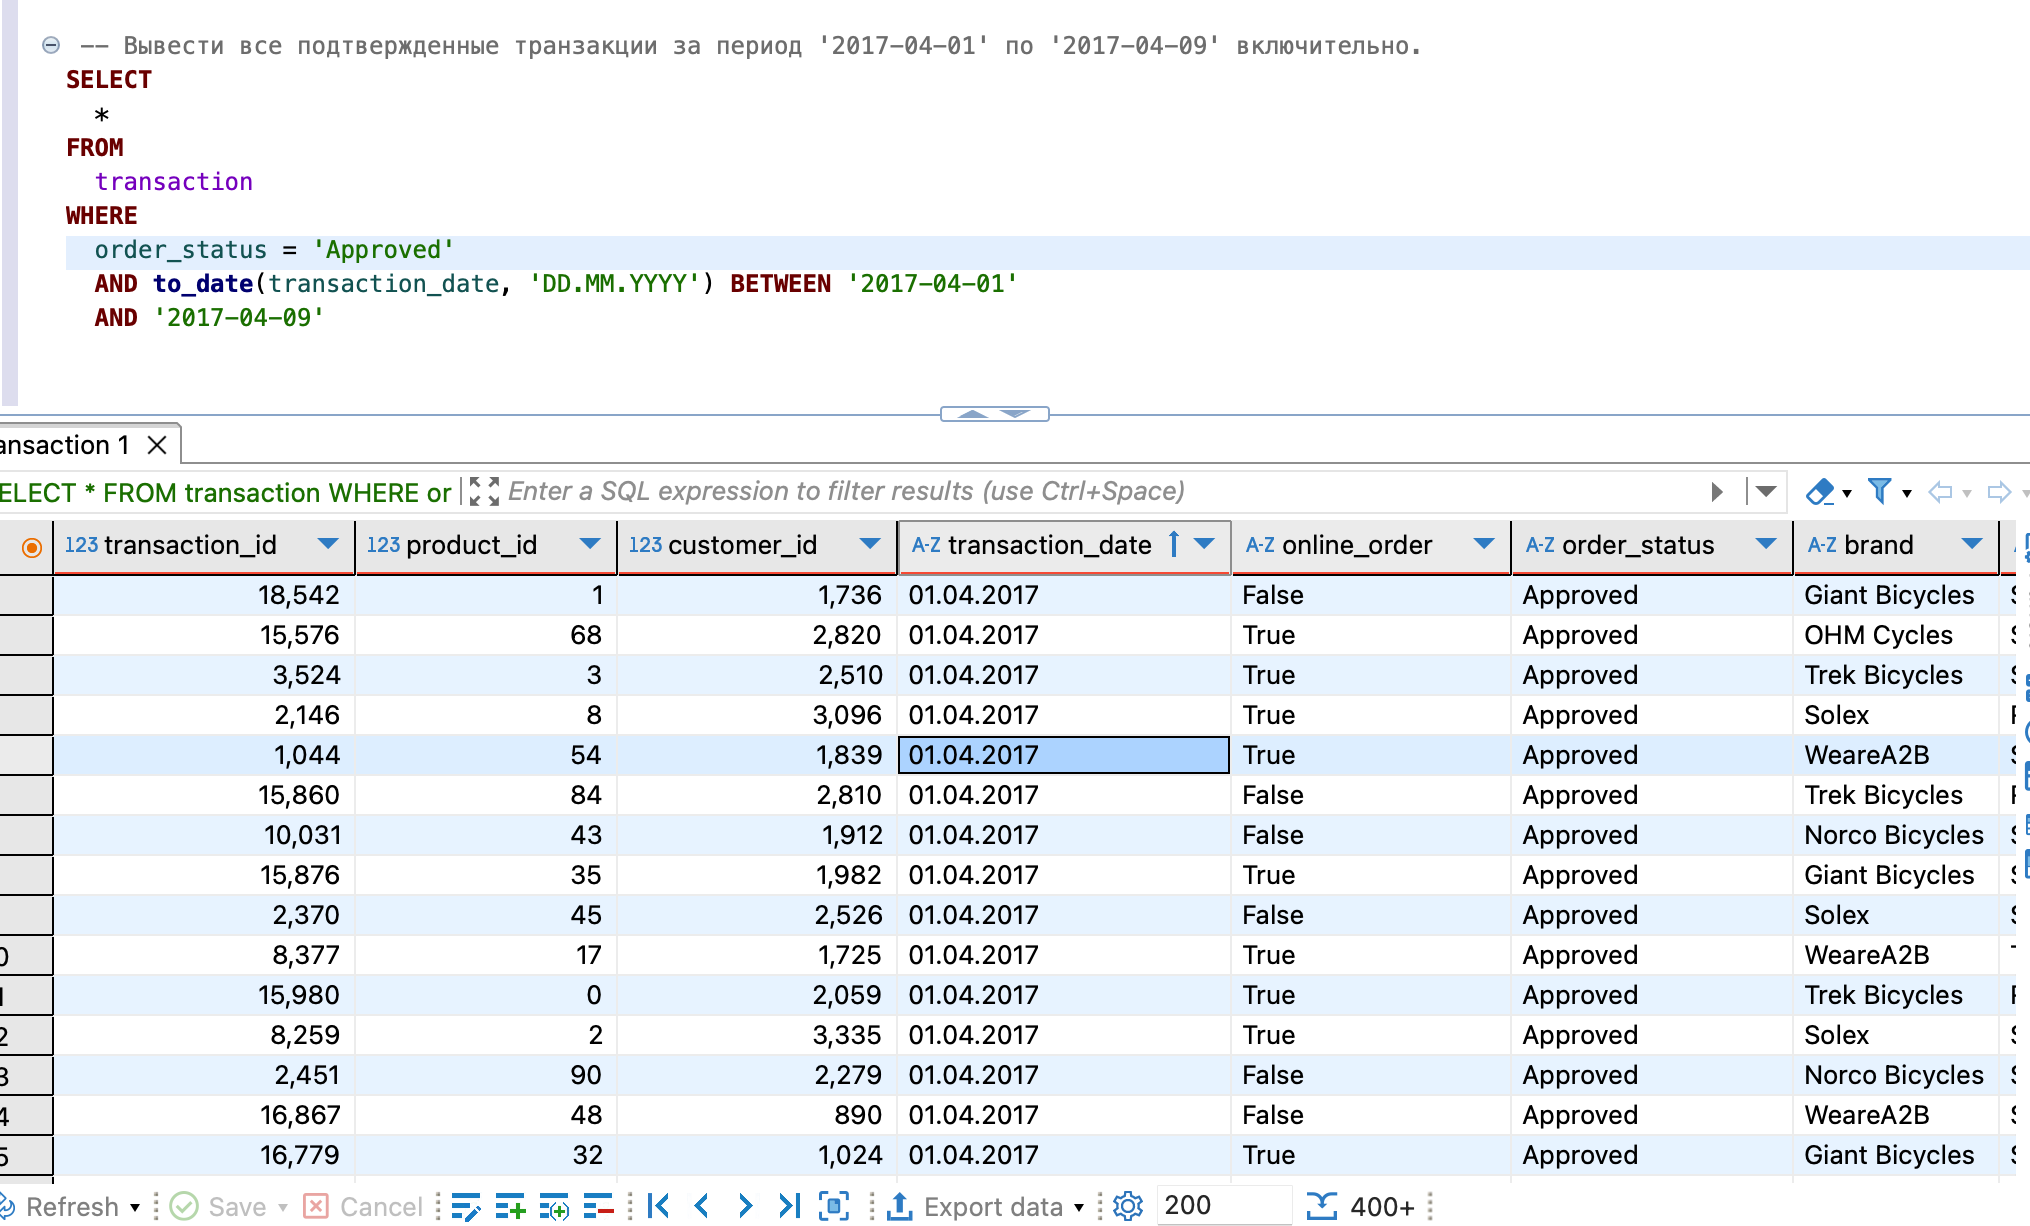 -- Вывести все подтвержденные транзакции за период '2017-04-01' по '2017-04-09' включительно.
SELECT
*
FROM
transaction
WHERE
order_status = 'Approved'
AND to_date(transaction_date, 'DD.MM.YYYY') BETWEEN '2017-04-01'
AND '2017-04-09'
ansaction 1
ELECT * FROM transaction WHERE or Enter a SQL expression to filter results (use Ctrl+Space)
123 transaction_id 123 product_id 123 customer_id A-Z transaction_date A-Z online_order A-Z order_status A-Z brand
18,542 1 1,736 01.04.2017 False Approved Giant Bicycles
15,576 68 2,820 01.04.2017 True Approved OHM Cycles
3,524 3 2,510 01.04.2017 True Approved Trek Bicycles
2,146 8 3,096 01.04.2017 True Approved Solex
1,044 54 1,839 01.04.2017 True Approved WeareA2B
15,860 84 2,810 01.04.2017 False Approved Trek Bicycles
10,031 43 1,912 01.04.2017 False Approved Norco Bicycles
15,876 35 1,982 01.04.2017 True Approved Giant Bicycles
2,370 45 2,526 01.04.2017 False Approved Solex
0 8,377 17 1,725 01.04.2017 True Approved WeareA2B
1 15,980 0 2,059 01.04.2017 True Approved Trek Bicycles
2 8,259 2 3,335 01.04.2017 True Approved Solex
3 2,451 90 2,279 01.04.2017 False Approved Norco Bicycles
4 16,867 48 890 01.04.2017 False Approved WeareA2B
5 16,779 32 1,024 01.04.2017 True Approved Giant Bicycles
Refresh Save Cancel Export data 200 400+